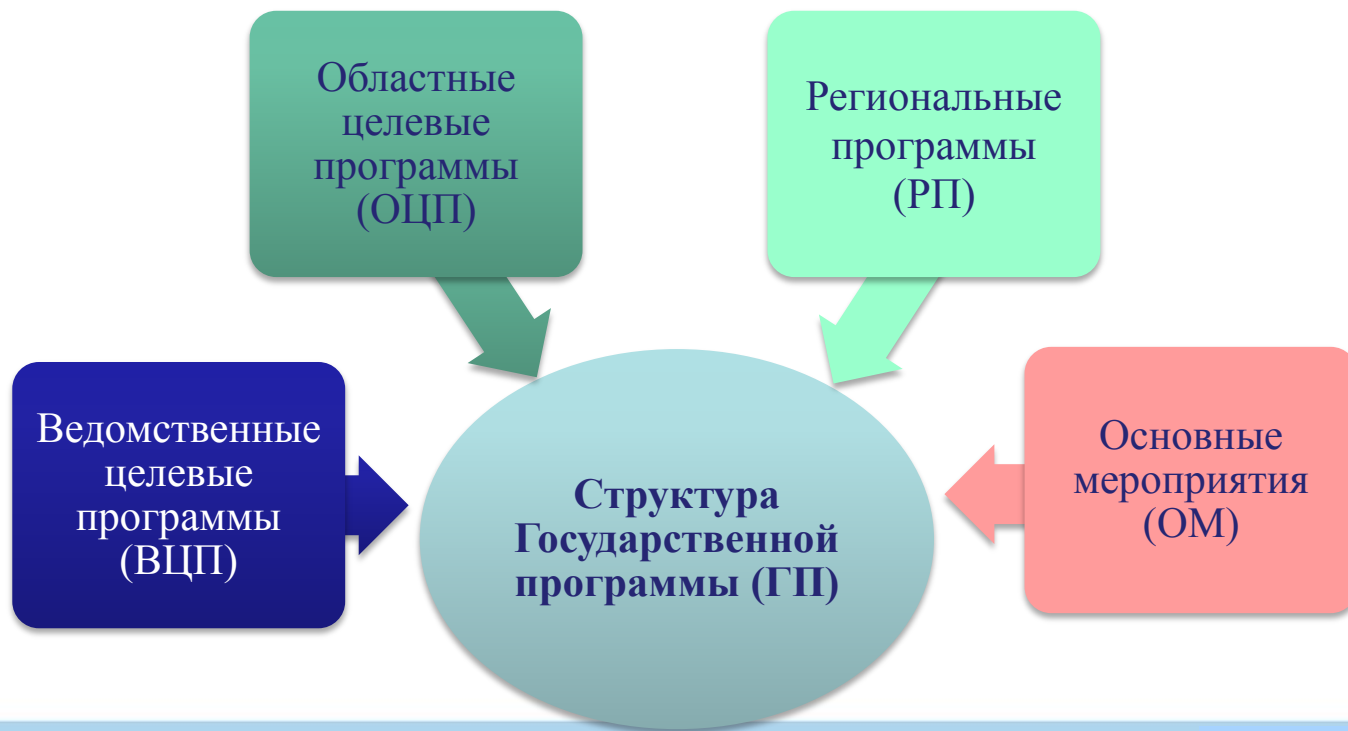 Областные
целевые
программы
(ОЦП)
Региональные
программы
(РП)
Ведомственные
целевые
программы
(ВЦП)
Структура
Государственной
программы (ГП)
Основные
мероприятия
(ОМ)